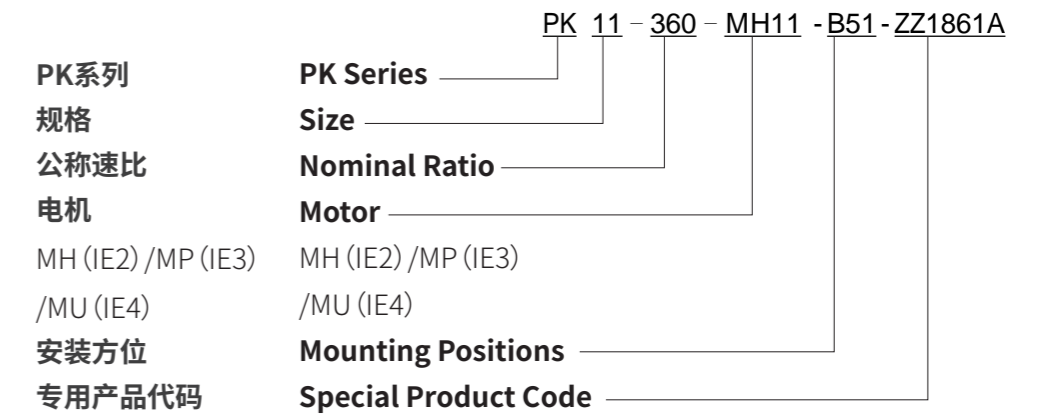 PK 11 - 360 - MH11 - B51 - ZZ1861A
PK系列 PK Series
规格 Size
公称速比 Nominal Ratio
电机 Motor
MH (IE2) /MP (IE3) MH (IE2) /MP (IE3)
/MU (IE4) /MU (IE4)
安装方位 Mounting Positions
专用产品代码 Special Product Code